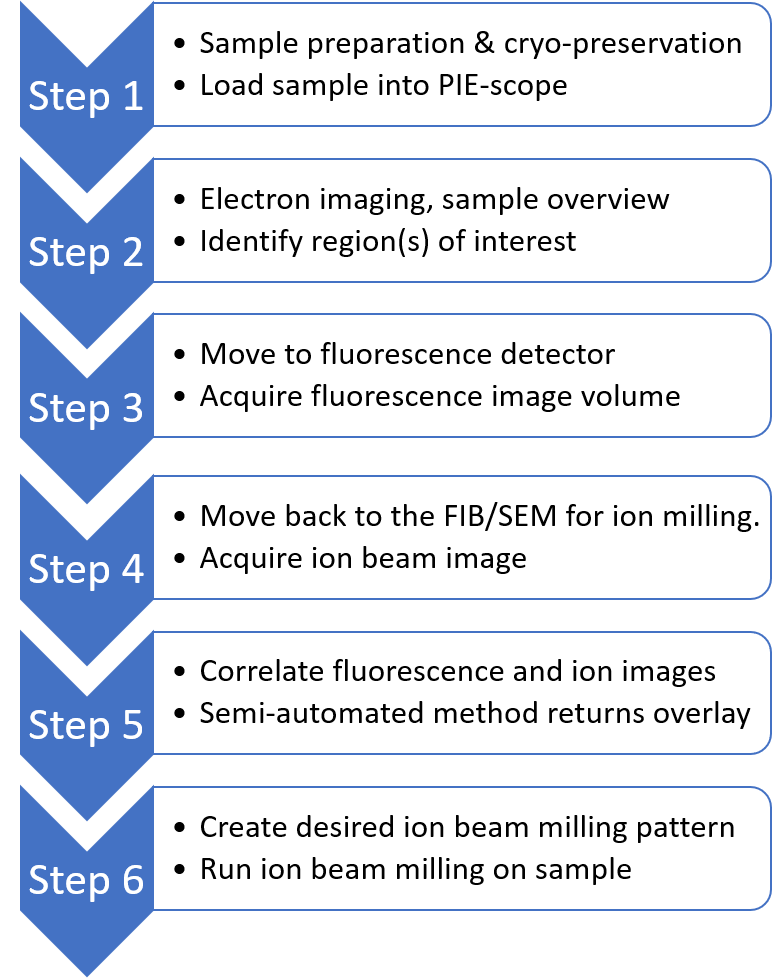 Step 1
• Sample preparation & cryo-preservation
• Load sample into PIE-scope
Step 2
• Electron imaging, sample overview
• Identify region(s) of interest
Step 3
• Move to fluorescence detector
• Acquire fluorescence image volume
Step 4
• Move back to the FIB/SEM for ion milling.
• Acquire ion beam image
Step 5
• Correlate fluorescence and ion images
• Semi-automated method returns overlay
Step 6
• Create desired ion beam milling pattern
• Run ion beam milling on sample